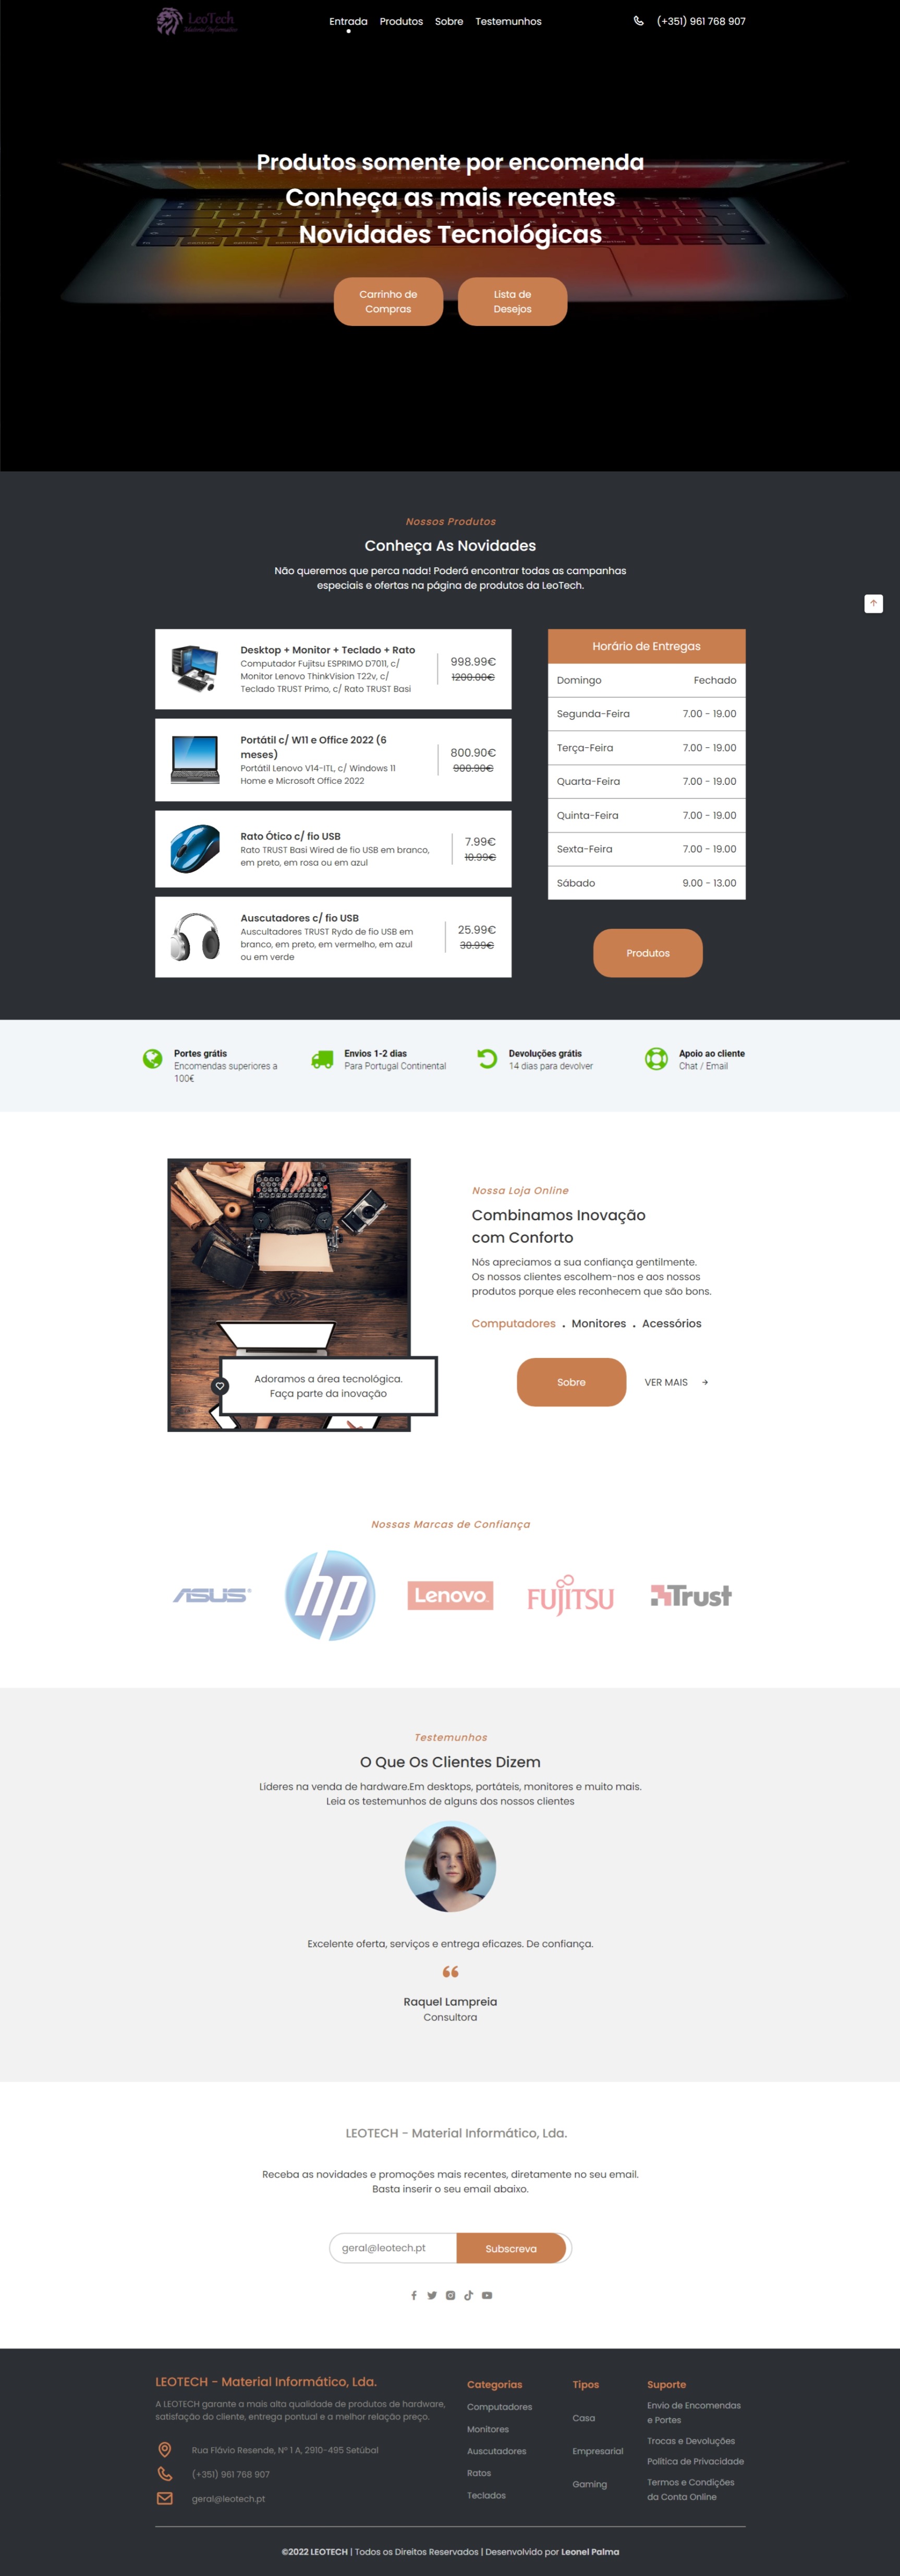 LeoTech
Material Informático
Entrada Produtos Sobre Testemunhos
(+351) 961 768 907
Produtos somente por encomenda
Conheça as mais recentes
Novidades Tecnológicas
Carrinho de
Compras
Lista de
Desejos
Nossos Produtos
Conheça As Novidades
Não queremos que perca nada! Poderá encontrar todas as campanhas
especiais e ofertas na página de produtos da LeoTech.
Desktop + Monitor + Teclado + Rato
Computador Fujitsu ESPRIMO D7011, c/
Monitor Lenovo ThinkVision T22v, c/
Teclado TRUST Primo, c/ Rato TRUST Basi
998.99€
1200.00€
Portátil c/ W11 e Office 2022 (6
meses)
Portátil Lenovo V14-ITL, c/ Windows 11
Home e Microsoft Office 2022
800.90€
900.90€
Rato Ótico c/ fio USB
Rato TRUST Basi Wired de fio USB em branco,
em preto, em rosa ou em azul
7.99€
10.99€
Auscutadores c/ fio USB
Auscultadores TRUST Rydo de fio USB em
branco, em preto, em vermelho, em azul
ou em verde
25.99€
30.99€
Horário de Entregas
Domingo Fechado
Segunda-Feira 7.00 - 19.00
Terça-Feira 7.00 - 19.00
Quarta-Feira 7.00 - 19.00
Quinta-Feira 7.00 - 19.00
Sexta-Feira 7.00 - 19.00
Sábado 9.00 - 13.00
Produtos
Portes grátis
Encomendas superiores a
100€
Envios 1-2 dias
Para Portugal Continental
Devoluções grátis
14 dias para devolver
Apoio ao cliente
Chat / Email
Adoramos a área tecnológica.
Faça parte da inovação
Nossa Loja Online
Combinamos Inovação
com Conforto
Nós apreciamos a sua confiança gentilmente.
Os nossos clientes escolhem-nos e aos nossos
produtos porque eles reconhecem que são bons.
Computadores . Monitores . Acessórios
Sobre
VER MAIS
Nossas Marcas de Confiança
ASUS
hp
Lenovo
FUJITSU
Trust
Testemunhos
O Que Os Clientes Dizem
Lideres na venda de hardware.Em desktops, portáteis, monitores e muito mais.
Leia os testemunhos de alguns dos nossos clientes
Excelente oferta, serviços e entrega eficazes. De confiança.
Raquel Lampreia
Consultora
LEOTECH - Material Informático, Lda.
Receba as novidades e promoções mais recentes, diretamente no seu email.
Basta inserir o seu email abaixo.
geral@leotech.pt
Subscreva
LEOTECH - Material Informático, Lda.
A LEOTECH garante a mais alta qualidade de produtos de hardware,
satisfação do cliente, entrega pontual e a melhor relação preço.
Rua Flávio Resende, Nº 1 A, 2910-495 Setúbal
(+351) 961 768 907
geral@leotech.pt
Categorias
Computadores
Monitores
Auscutadores
Ratos
Teclados
Tipos
Casa
Empresarial
Gaming
Suporte
Envio de Encomendas
e Portes
Trocas e Devoluções
Política de Privacidade
Termos e Condições
da Conta Online
©2022 LEOTECH | Todos os Direitos Reservados | Desenvolvido por Leonel Palma